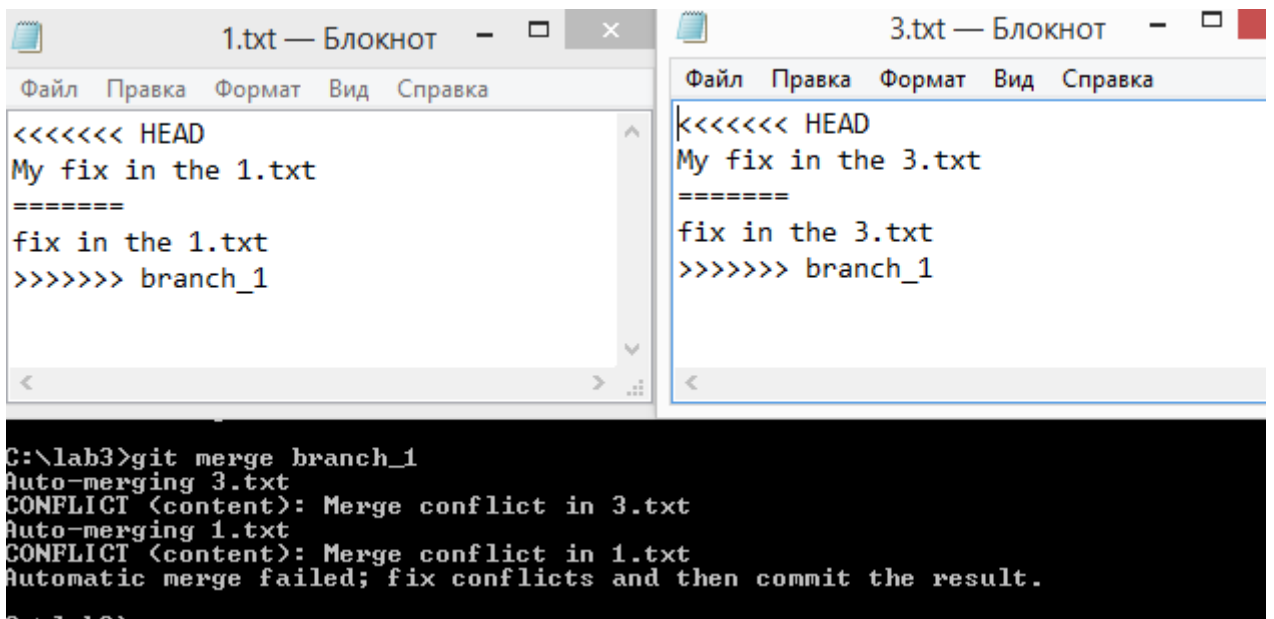 1.txt — Блокнот
Файл Правка Формат Вид Справка
<<<<<<< HEAD
My fix in the 1.txt
=======
fix in the 1.txt
>>>>>>> branch_1
3.txt — Блокнот
Файл Правка Формат Вид Справка
<<<<<<< HEAD
My fix in the 3.txt
=======
fix in the 3.txt
>>>>>>> branch_1
C:\lab3>git merge branch_1
Auto-merging 3.txt
CONFLICT (content): Merge conflict in 3.txt
Auto-merging 1.txt
CONFLICT (content): Merge conflict in 1.txt
Automatic merge failed; fix conflicts and then commit the result.